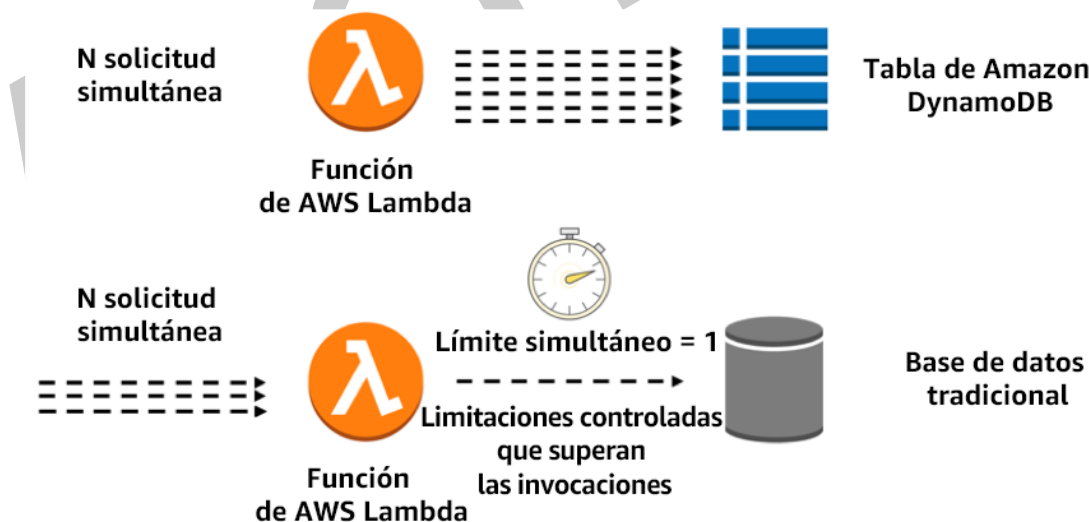 N solicitud
simultánea
Función
de AWS Lambda
Tabla de Amazon
DynamoDB
N solicitud
simultánea
Función
de AWS Lambda
Límite simultáneo = 1
Limitaciones controladas
que superan
las invocaciones
Base de datos
tradicional